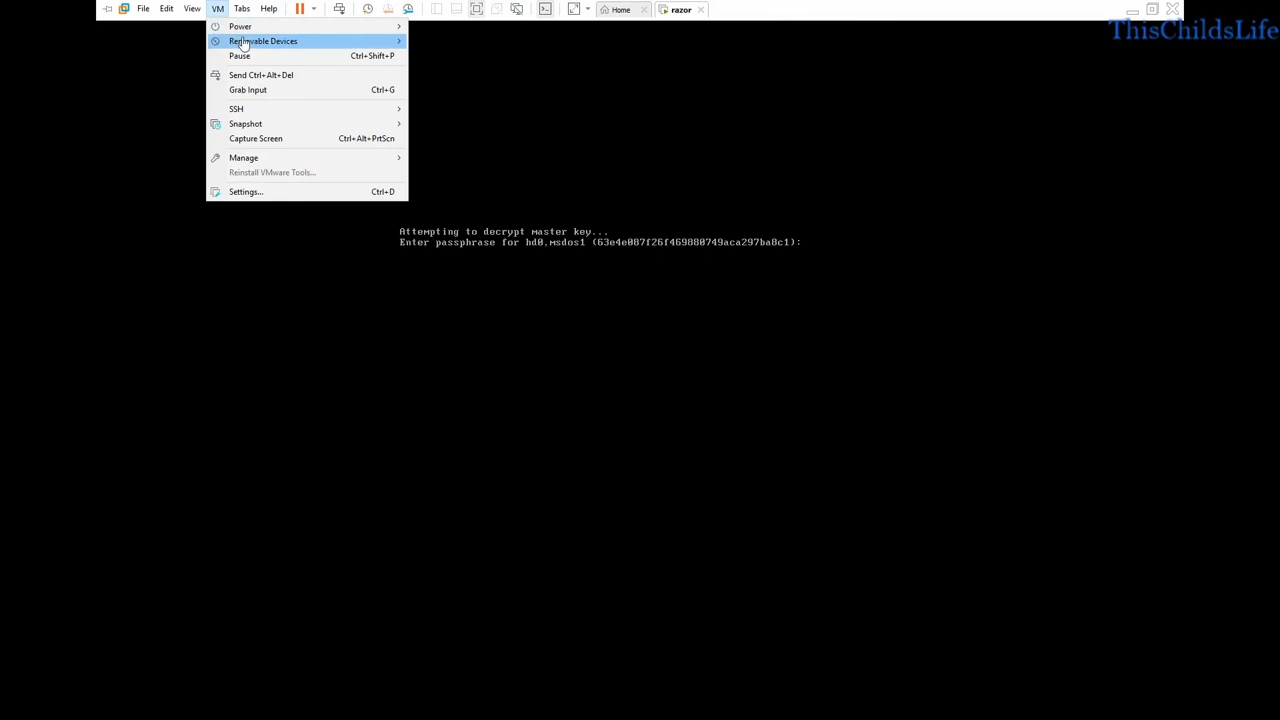 File Edit View VM Tabs Help Home razor
ThisChildsLife
Power
Removable Devices
Pause Ctrl+Shift+P
Send Ctrl+Alt+Del
Grab Input Ctrl+G
SSH
Snapshot
Capture Screen Ctrl+Alt+PrtScn
Manage
Reinstall VMware Tools...
Settings... Ctrl+D
Attempting to decrypt master key...
Enter passphrase for hd0,msdos1 (63e4e087f26f469880749aca297ba8c1):